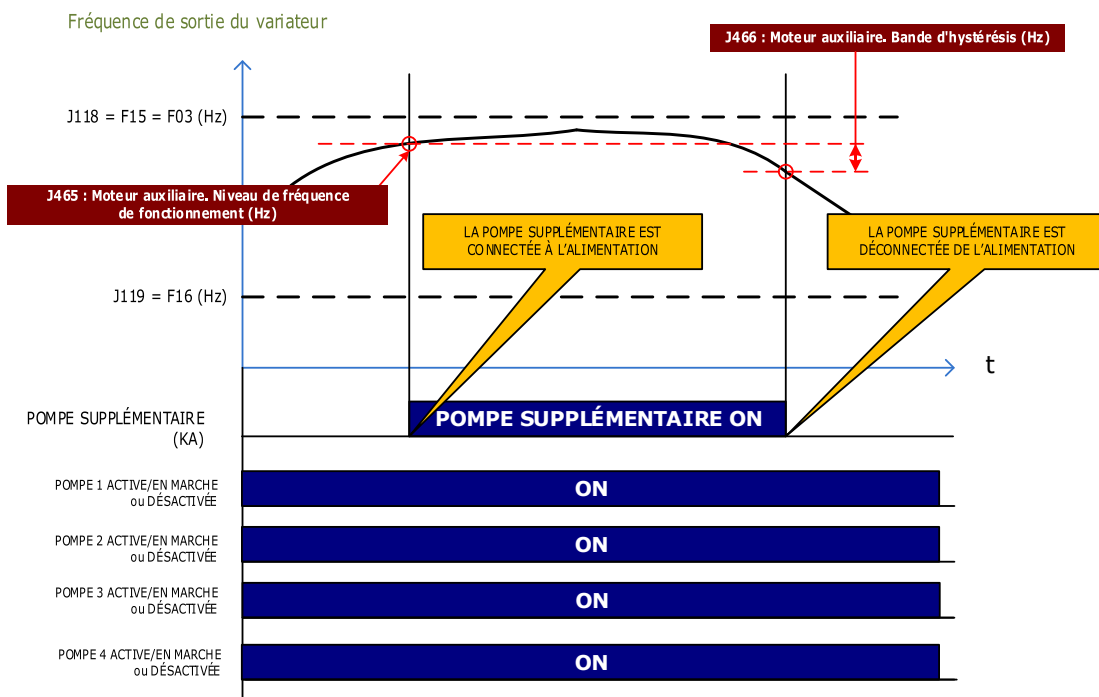 Fréquence de sortie du variateur
J466 : Moteur auxiliaire. Bande d'hystérésis (Hz)
J118 = F15 = F03 (Hz)
J465 : Moteur auxiliaire. Niveau de fréquence
de fonctionnement (Hz)
LA POMPE SUPPLÉMENTAIRE EST
CONNECTÉE À L’ALIMENTATION
LA POMPE SUPPLÉMENTAIRE EST
DÉCONNECTÉE DE L’ALIMENTATION
J119 = F16 (Hz)
t
POMPE SUPPLÉMENTAIRE
(KA)
POMPE SUPPLÉMENTAIRE ON
POMPE 1 ACTIVE/EN MARCHE
ou DÉSACTIVÉE
ON
POMPE 2 ACTIVE/EN MARCHE
ou DÉSACTIVÉE
ON
POMPE 3 ACTIVE/EN MARCHE
ou DÉSACTIVÉE
ON
POMPE 4 ACTIVE/EN MARCHE
ou DÉSACTIVÉE
ON